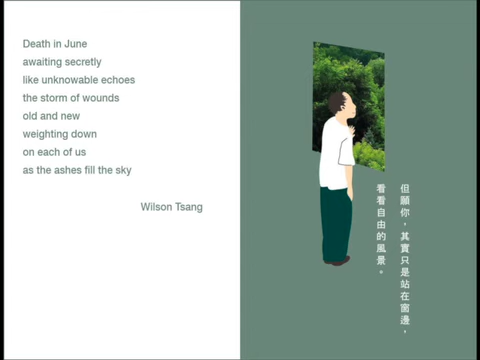 Death in June
awaiting secretly
like unknowable echoes
the storm of wounds
old and new
weighting down
on each of us
as the ashes fill the sky
Wilson Tsang
但願你，其實只是站在窗邊，
看看自由的風景。